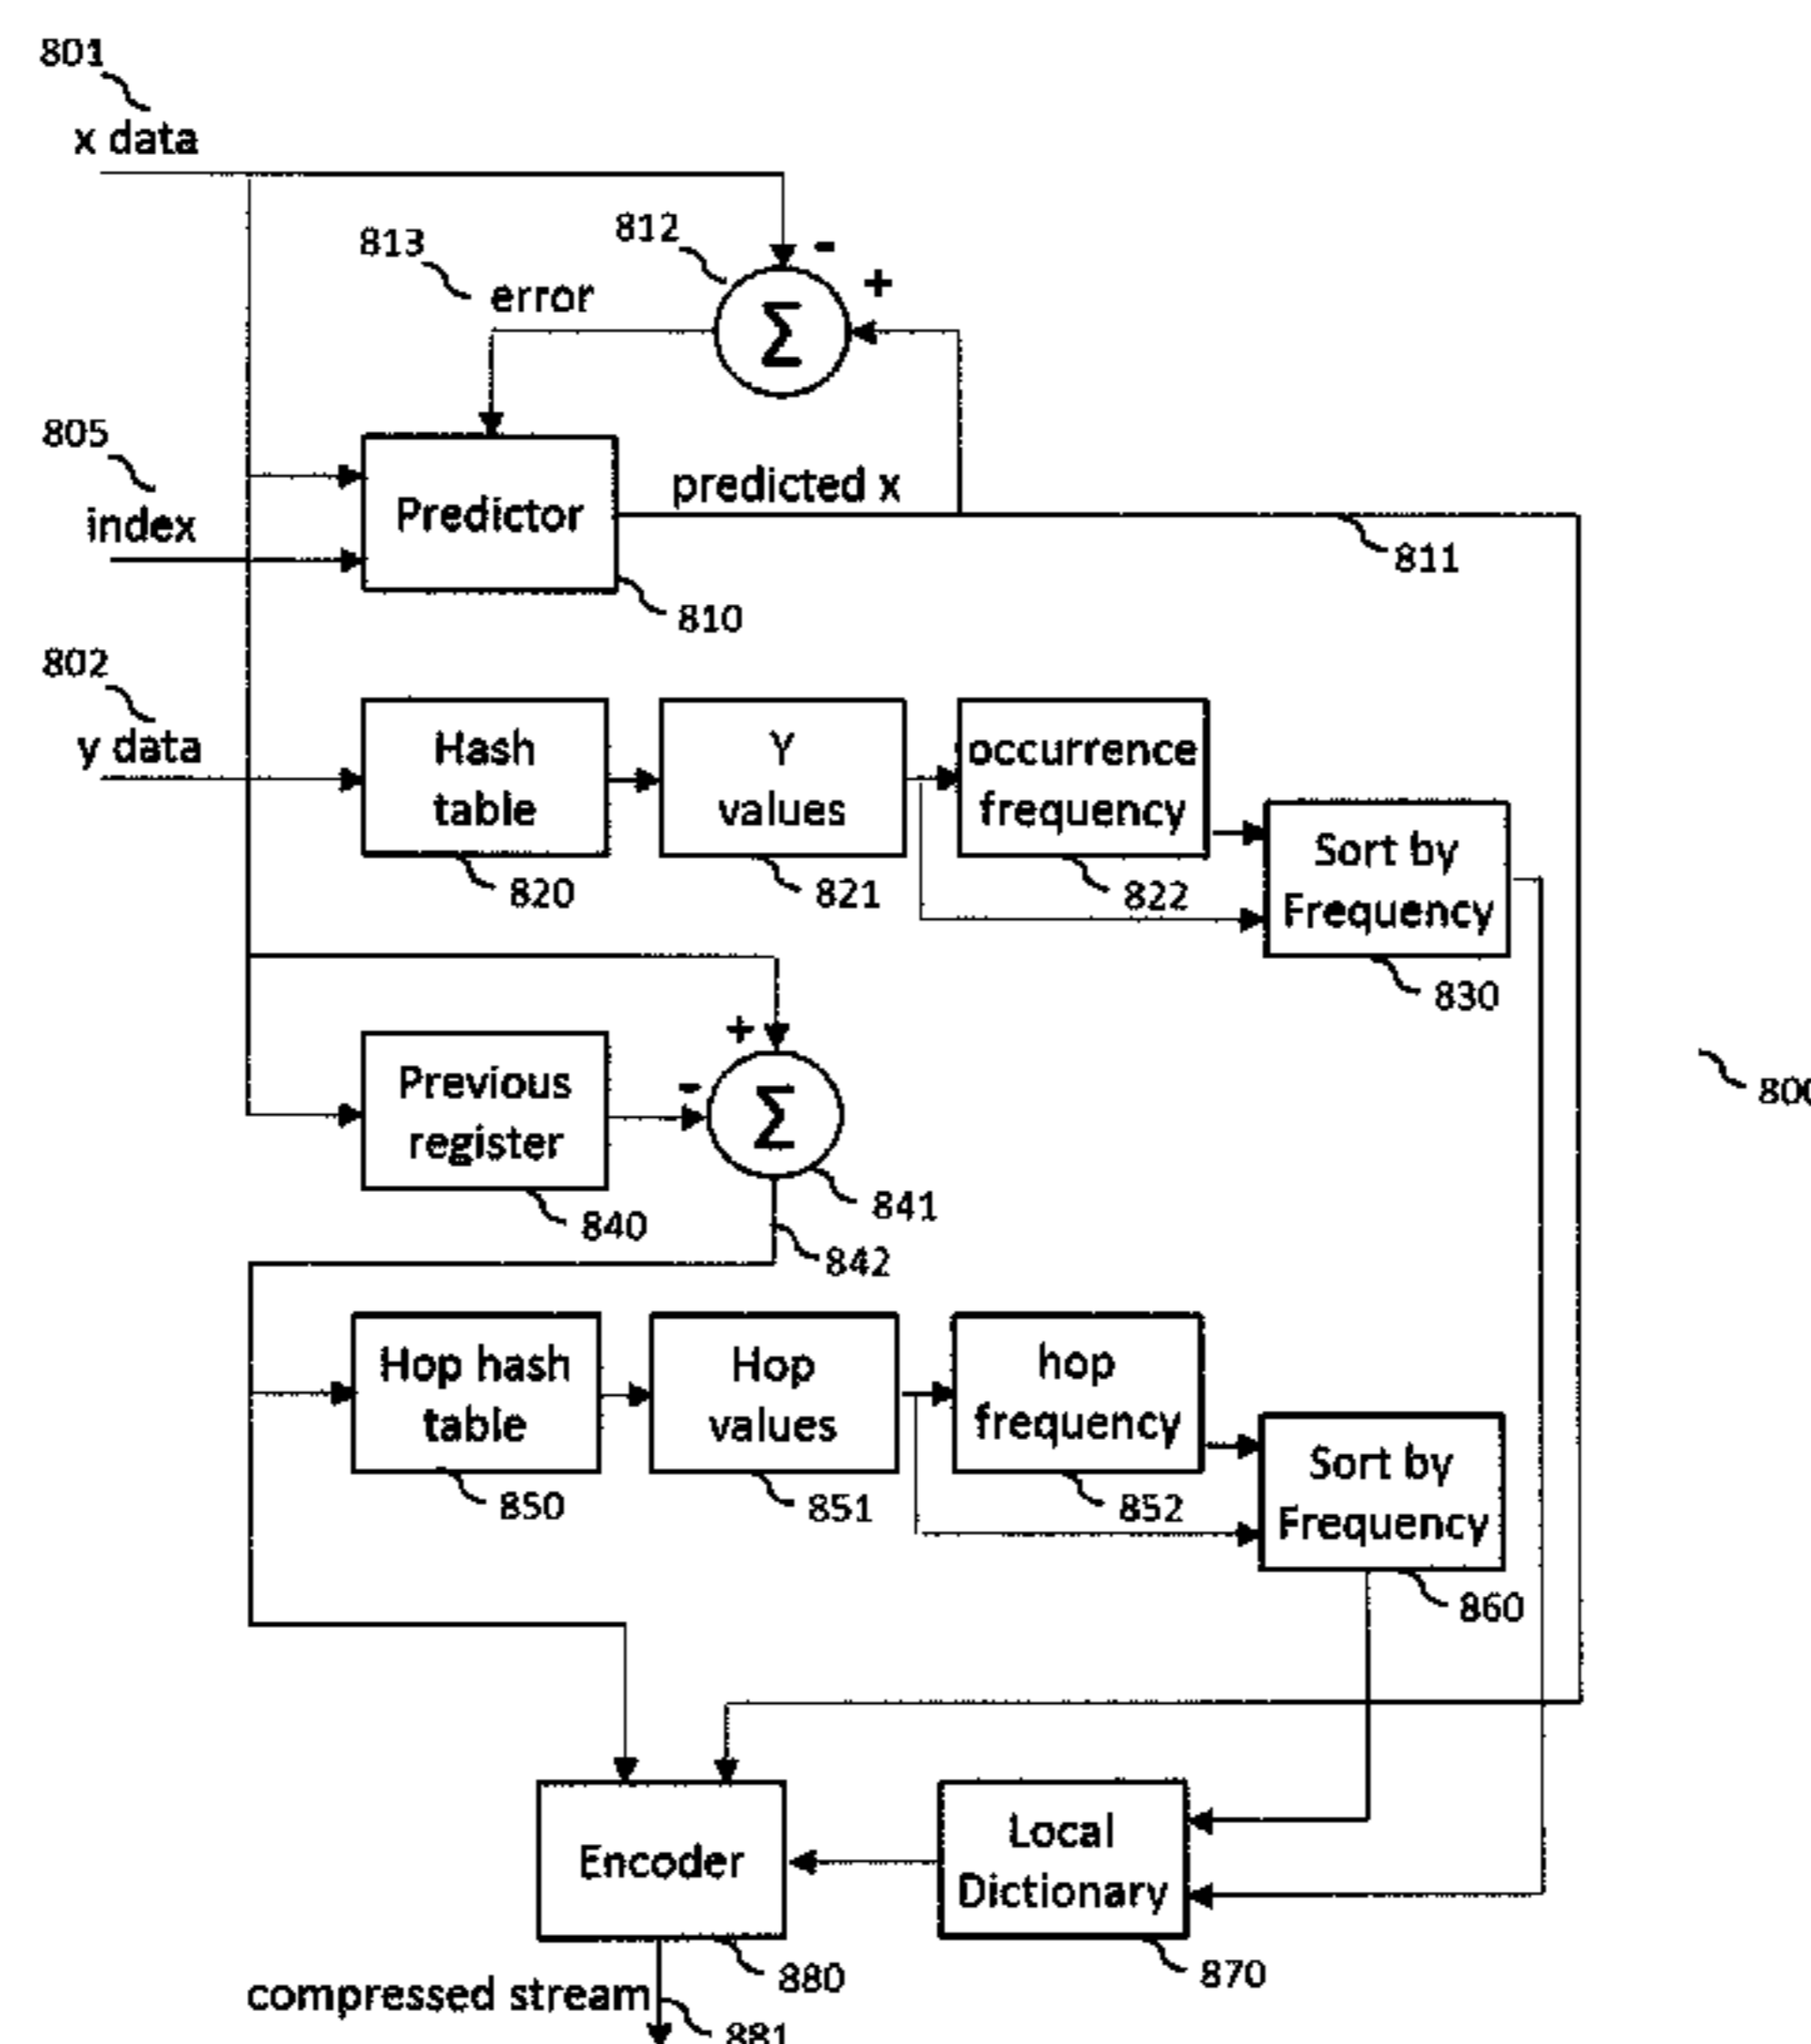 801
x data
813
error
812
-
+
Σ
805
index
Predictor
predicted x
811
810
802
y data
Hash
table
820
Y
values
821
occurrence
frequency
822
Sort by
Frequency
830
800
Previous
register
840
+
-
Σ
841
842
Hop hash
table
850
Hop
values
851
hop
frequency
852
Sort by
Frequency
860
Encoder
880
Local
Dictionary
870
compressed stream
881